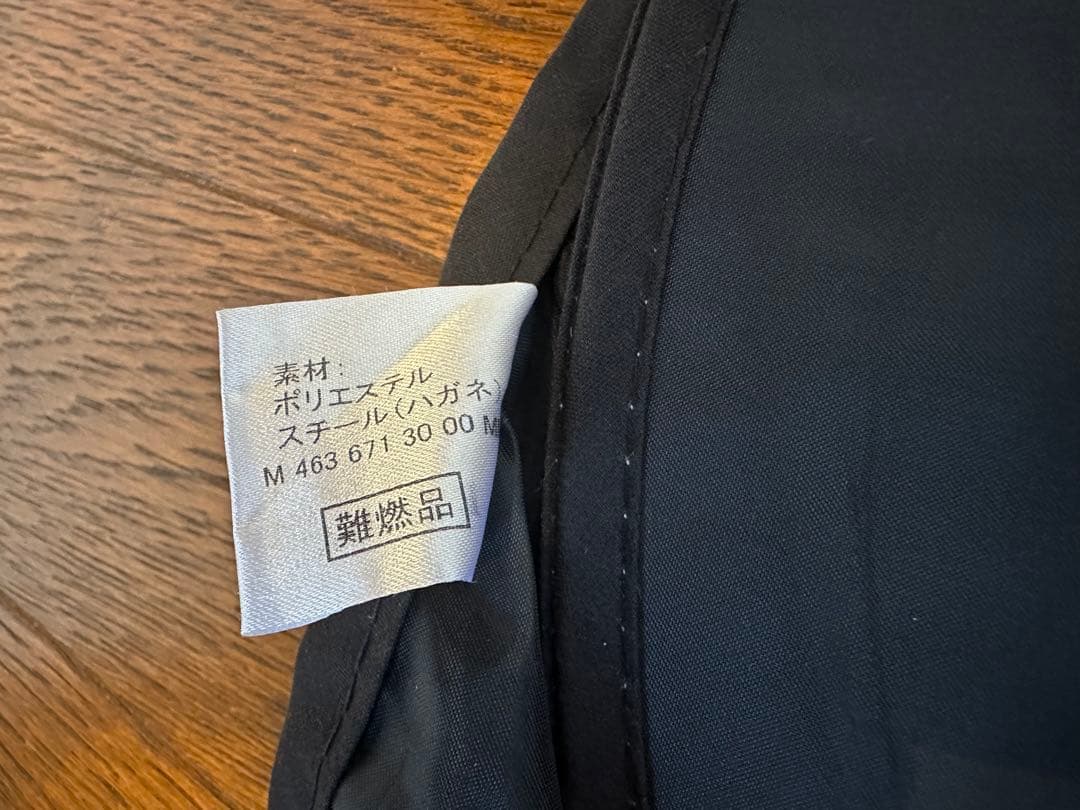 素材:
ポリエステル
スチール(ハガネ)
M 463 671 30 00 M
難燃品